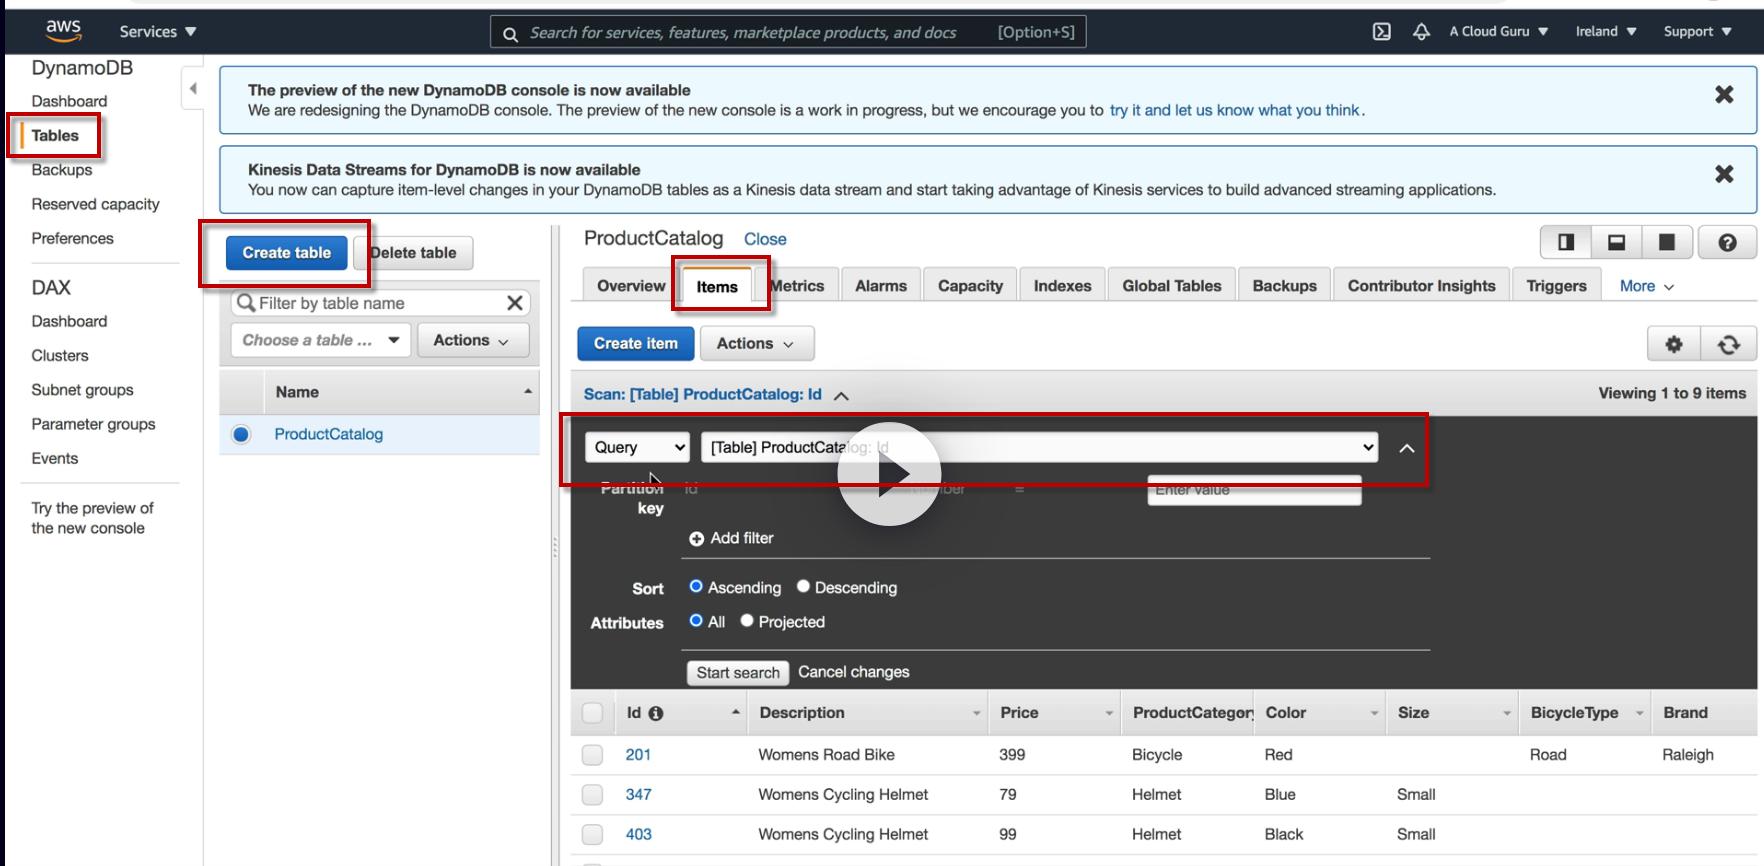 aws
Services
Search for services, features, marketplace products, and docs [Option+S]
A Cloud Guru
Ireland
Support
DynamoDB
Dashboard
Tables
Backups
Reserved capacity
Preferences
DAX
Dashboard
Clusters
Subnet groups
Parameter groups
Events
Try the preview of
the new console
The preview of the new DynamoDB console is now available
We are redesigning the DynamoDB console. The preview of the new console is a work in progress, but we encourage you to try it and let us know what you think.
Kinesis Data Streams for DynamoDB is now available
You now can capture item-level changes in your DynamoDB tables as a Kinesis data stream and start taking advantage of Kinesis services to build advanced streaming applications.
Create table Delete table
Filter by table name
Choose a table ... Actions
Name
ProductCatalog
ProductCatalog Close
Overview Items Metrics Alarms Capacity Indexes Global Tables Backups Contributor Insights Triggers More
Create item Actions
Scan: [Table] ProductCatalog: Id Viewing 1 to 9 items
Query [Table] ProductCatalog: Id
Partition Id = Enter value
key
Add filter
Sort Ascending Descending
Attributes All Projected
Start search Cancel changes
Id Description Price ProductCategory Color Size BicycleType Brand
201 Womens Road Bike 399 Bicycle Red Road Raleigh
347 Womens Cycling Helmet 79 Helmet Blue Small
403 Womens Cycling Helmet 99 Helmet Black Small